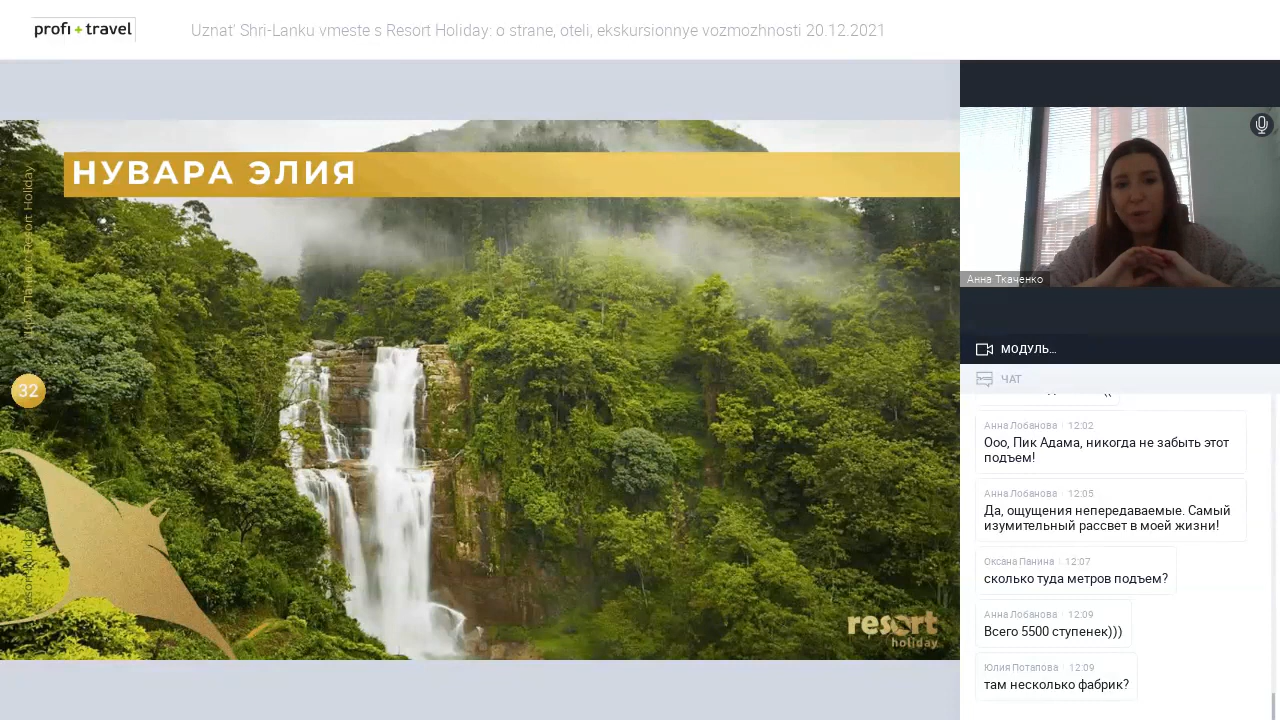 profi + travel
Uznat' Shri-Lanku vmeste s Resort Holiday: o strane, oteli, ekskursionnye vozmozhnosti 20.12.2021
НУВАРА ЭЛИЯ
Resort Holiday
32
resort
holiday
Анна Ткаченко
МОДУЛЬ...
ЧАТ
Анна Лобанова 12:02
Ооо, Пик Адама, никогда не забыть этот
подъем!
Анна Лобанова 12:05
Да, ощущения непередаваемые. Самый
изумительный рассвет в моей жизни!
Оксана Панина 12:07
сколько туда метров подъем?
Анна Лобанова 12:09
Всего 5500 ступенек)))
Юлия Потапова 12:09
там несколько фабрик?